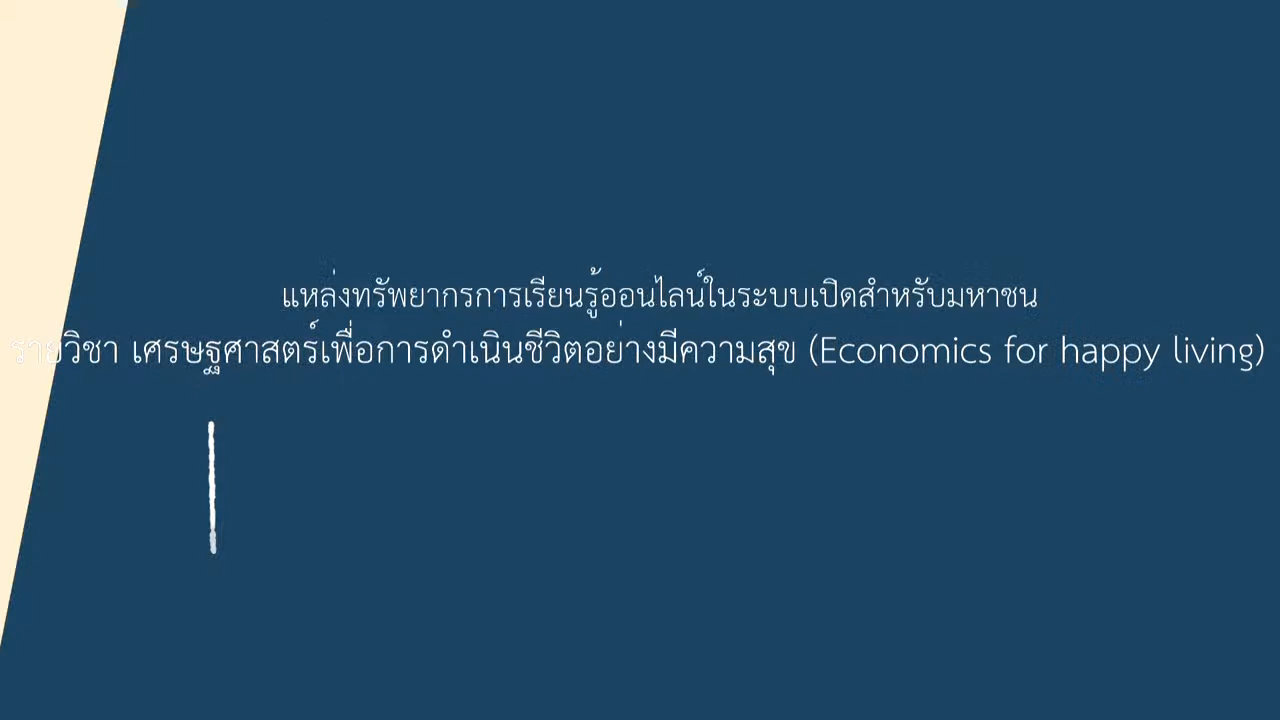 แหล่งทรัพยากรการเรียนรู้ออนไลน์ในระบบเปิดสำหรับมหาชน
รายวิชา เศรษฐศาสตร์เพื่อการดำเนินชีวิตอย่างมีความสุข (Economics for happy living)